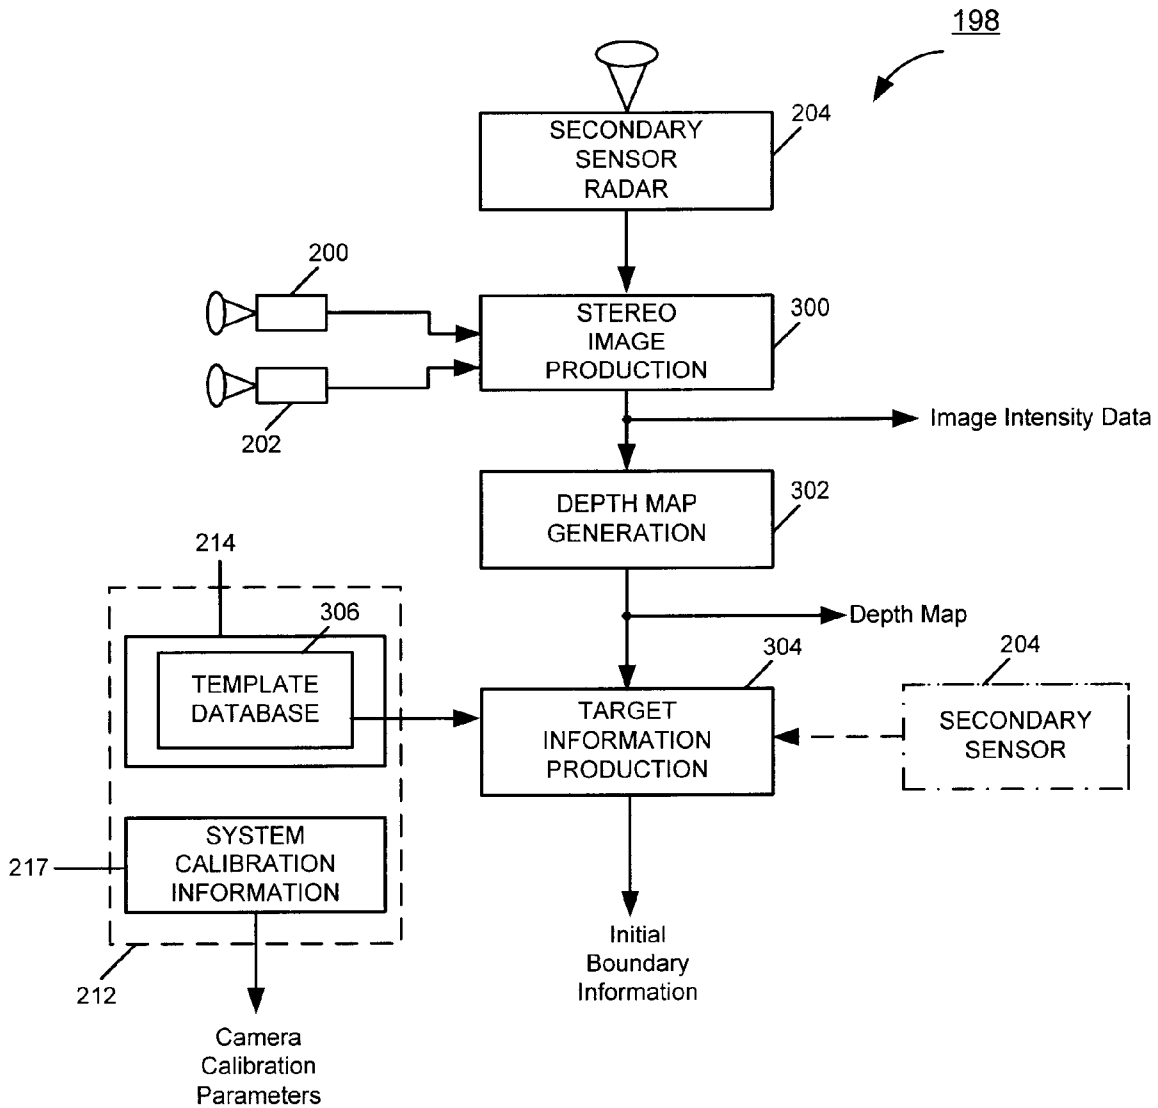 198
SECONDARY
SENSOR
RADAR
204
200
202
STEREO
IMAGE
PRODUCTION
300
Image Intensity Data
DEPTH MAP
GENERATION
302
Depth Map
214
306
TEMPLATE
DATABASE
304
TARGET
INFORMATION
PRODUCTION
204
SECONDARY
SENSOR
SYSTEM
CALIBRATION
INFORMATION
217
212
Initial
Boundary
Information
Camera
Calibration
Parameters